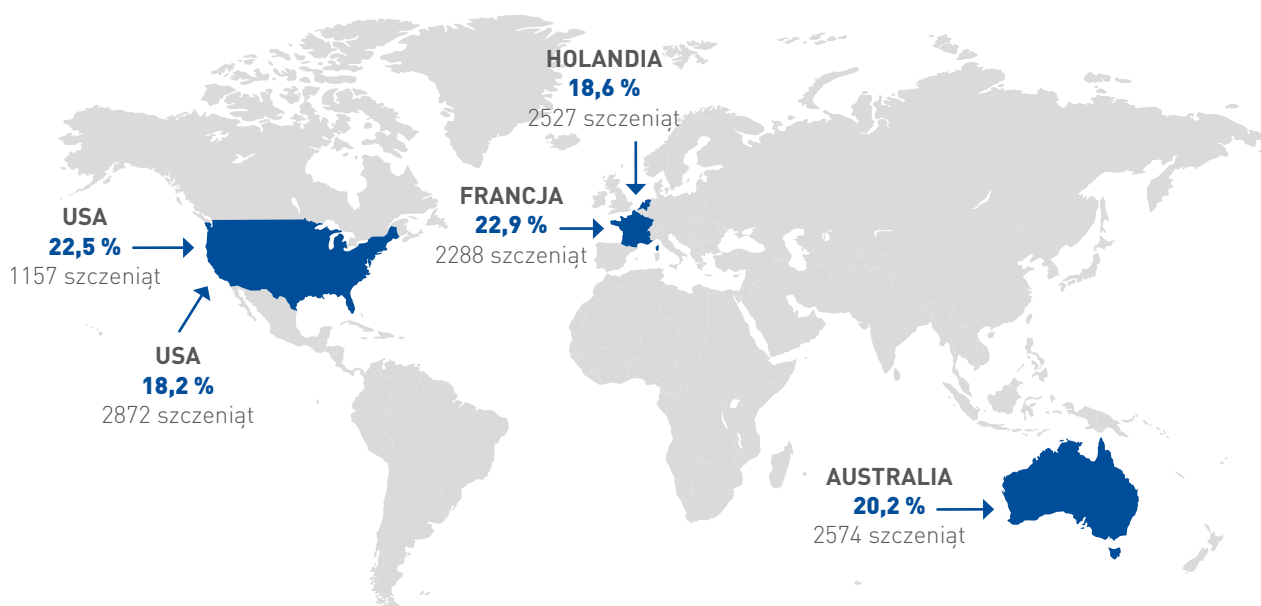 HOLANDIA
18,6 %
2527 szczeniąt
FRANCJA
22,9 %
2288 szczeniąt
USA
22,5 %
1157 szczeniąt
USA
18,2 %
2872 szczeniąt
AUSTRALIA
20,2 %
2574 szczeniąt